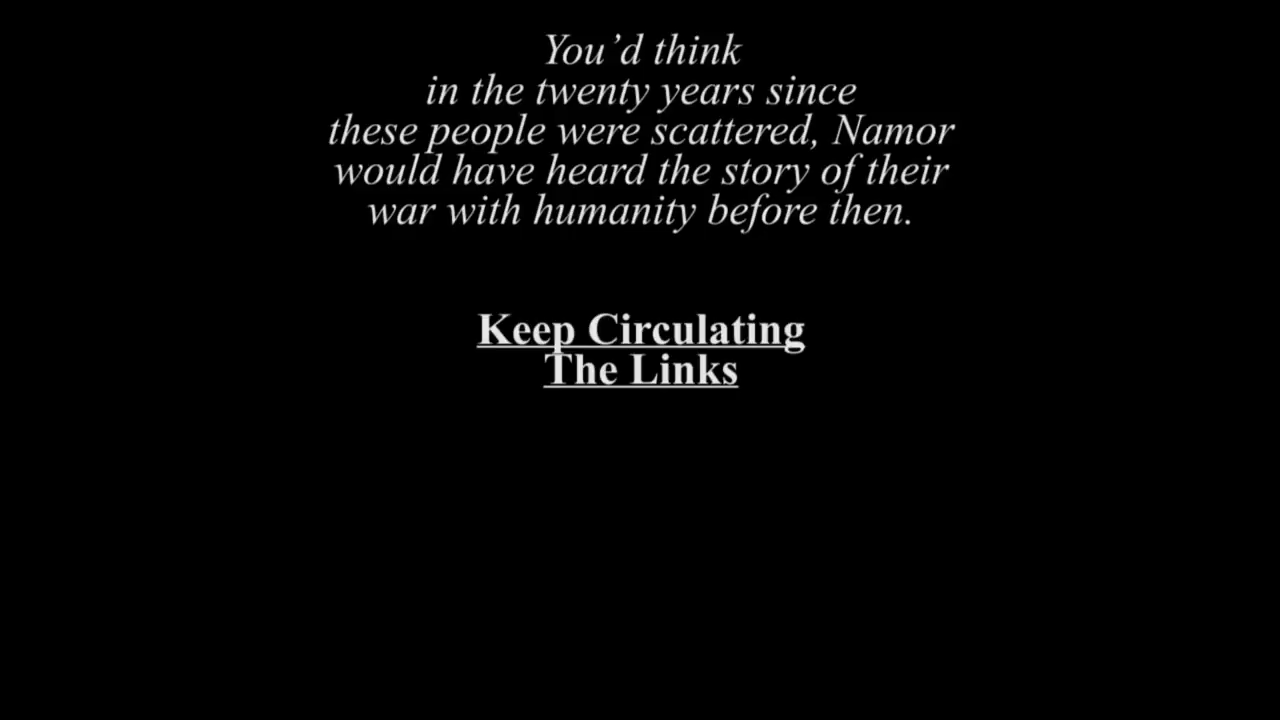 You’d think
in the twenty years since
these people were scattered, Namor
would have heard the story of their
war with humanity before then.
Keep Circulating
The Links